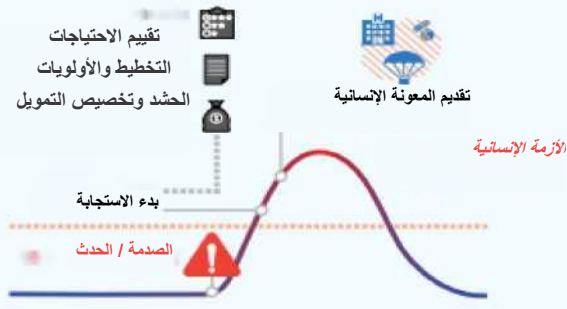 تقييم الاحتياجات
التخطيط والأولويات
الحشد وتخصيص التمويل
تقديم المعونة الإنسانية
الأزمة الإنسانية
بدء الاستجابة
الصدمة / الحدث